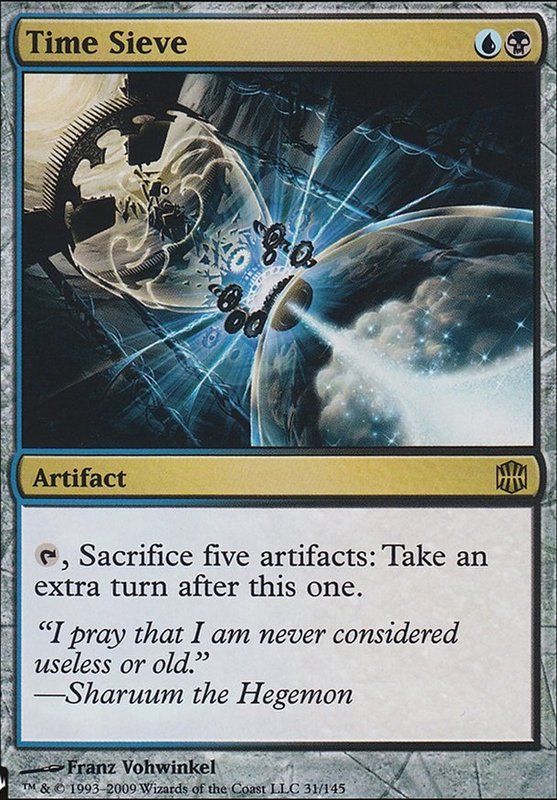 Time Sieve
Artifact
, Sacrifice five artifacts: Take an
extra turn after this one.
“I pray that I am never considered
useless or old.”
—Sharuum the Hegemon
Franz Vohwinkel
™ & © 1993–2009 Wizards of the Coast LLC 31/145